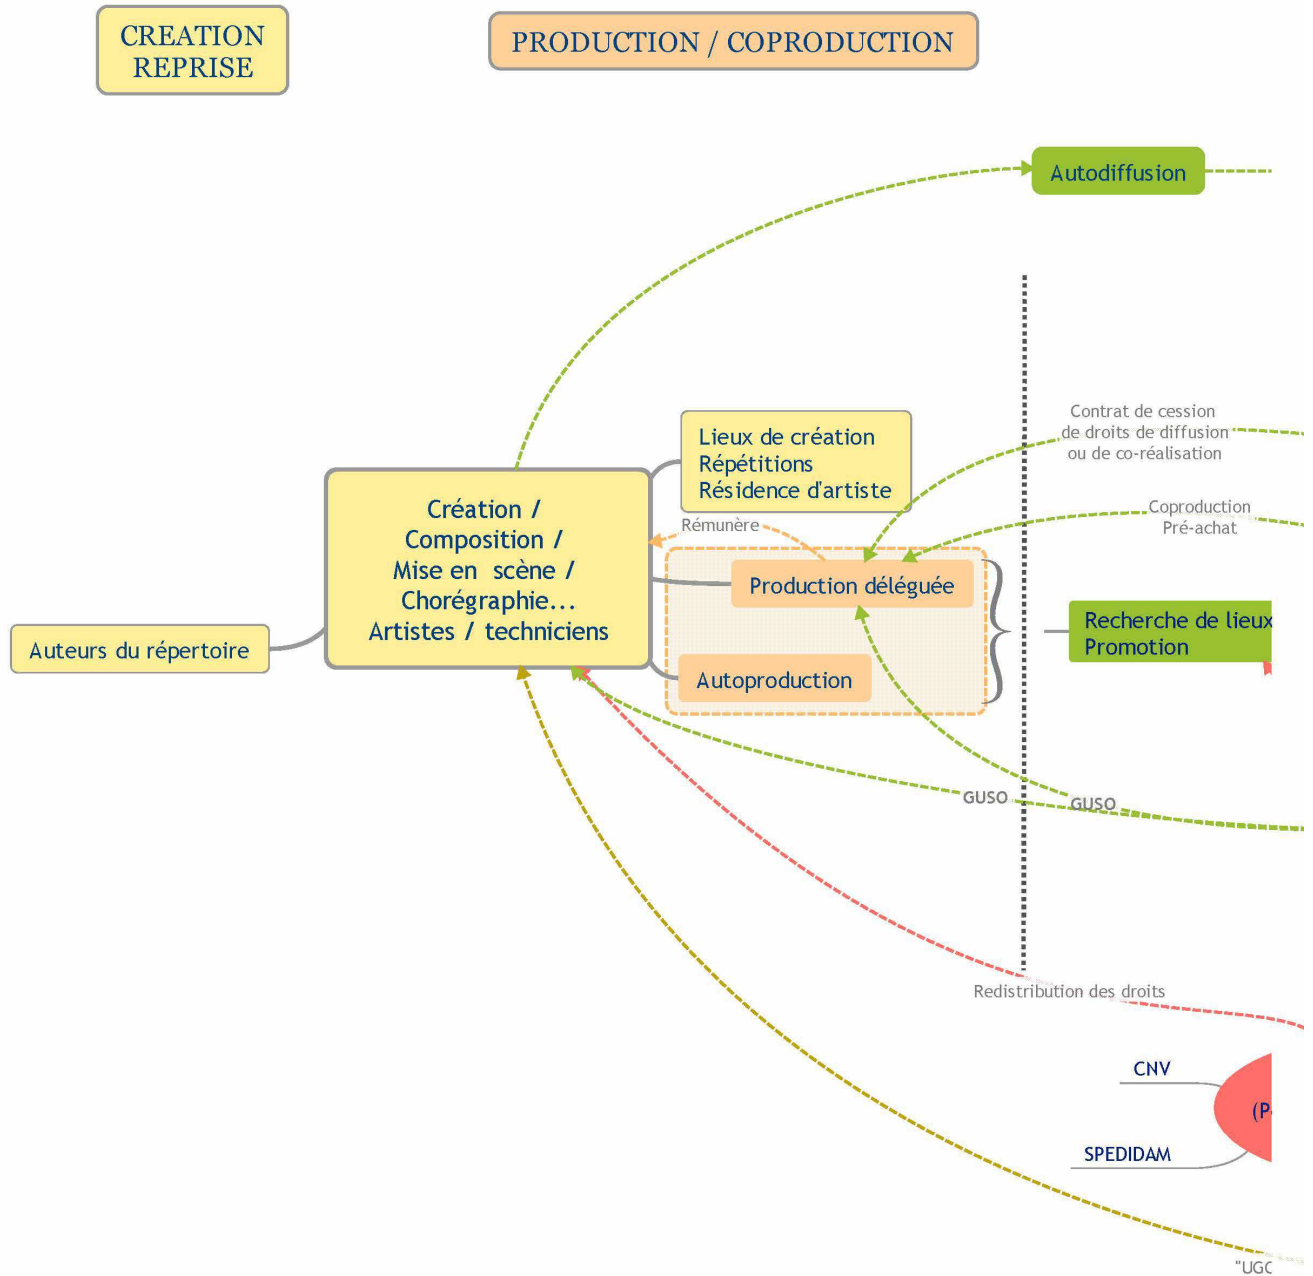 CREATION
REPRISE
PRODUCTION / COPRODUCTION
Autodiffusion
Contrat de cession
de droits de diffusion
ou de co-réalisation
Lieux de création
Répétitions
Résidence d'artiste
Création /
Composition /
Mise en scène /
Chorégraphie...
Artistes / techniciens
Rémunère
Coproduction
Pré-achat
Production déléguée
Recherche de lieux
Promotion
Auteurs du répertoire
Autoproduction
GUSO
GUSO
Redistribution des droits
CNV
SPEDIDAM